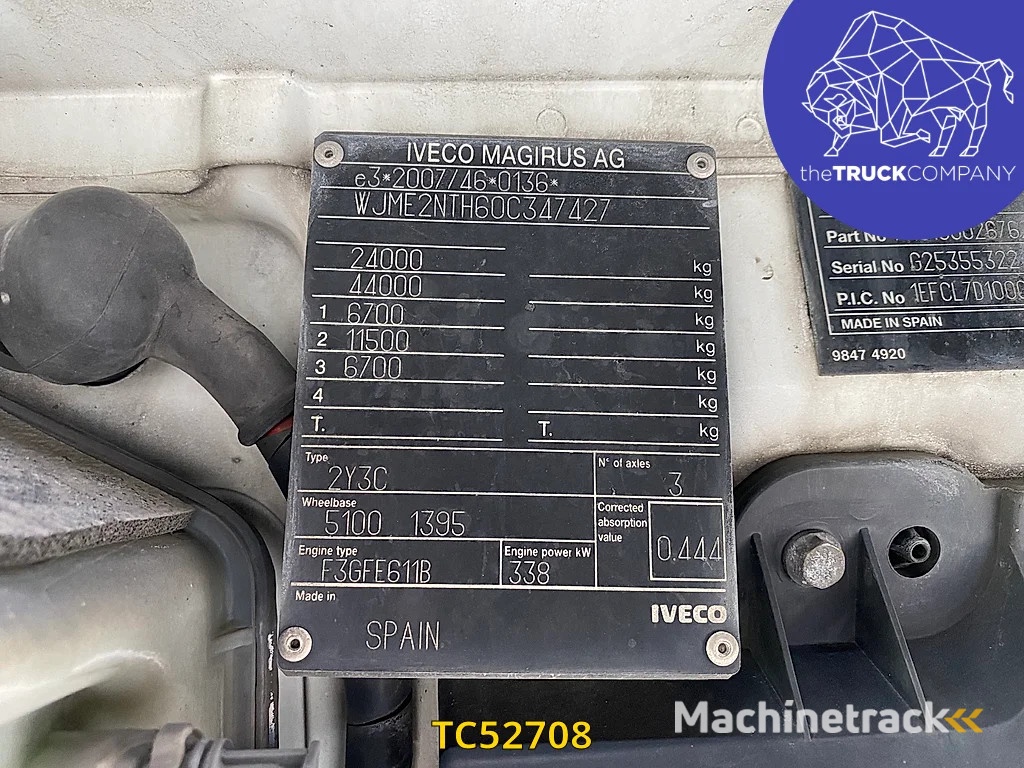 IVECO MAGIRUS AG
e3*2007/46*0136*
WJME2NTH60C347427
24000 kg
44000 kg
1 6700 kg
2 11500 kg
3 6700 kg
4 kg
T. T. kg
Type
2Y3C
N° of axles
3
Wheelbase
5100 1395
Corrected
absorption
value
0.444
Engine type
F3GFE611B
Engine power kW
338
Made in
SPAIN
IVECO
theTRUCKCOMPANY
Part No
Serial No G25355322
P.I.C. No
MADE IN SPAIN
9847 4920
TC52708
Machinetrack